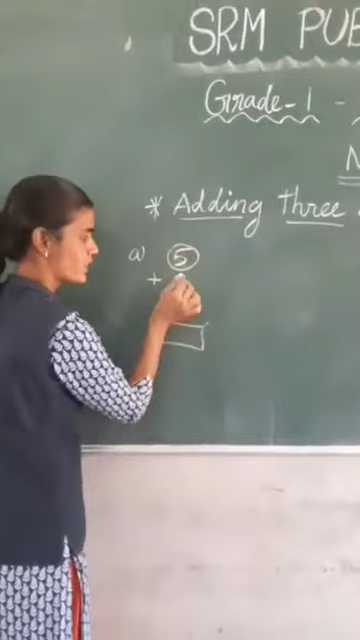 SRM PUB
Grade-1 -
N
* Adding three
a) 5
+